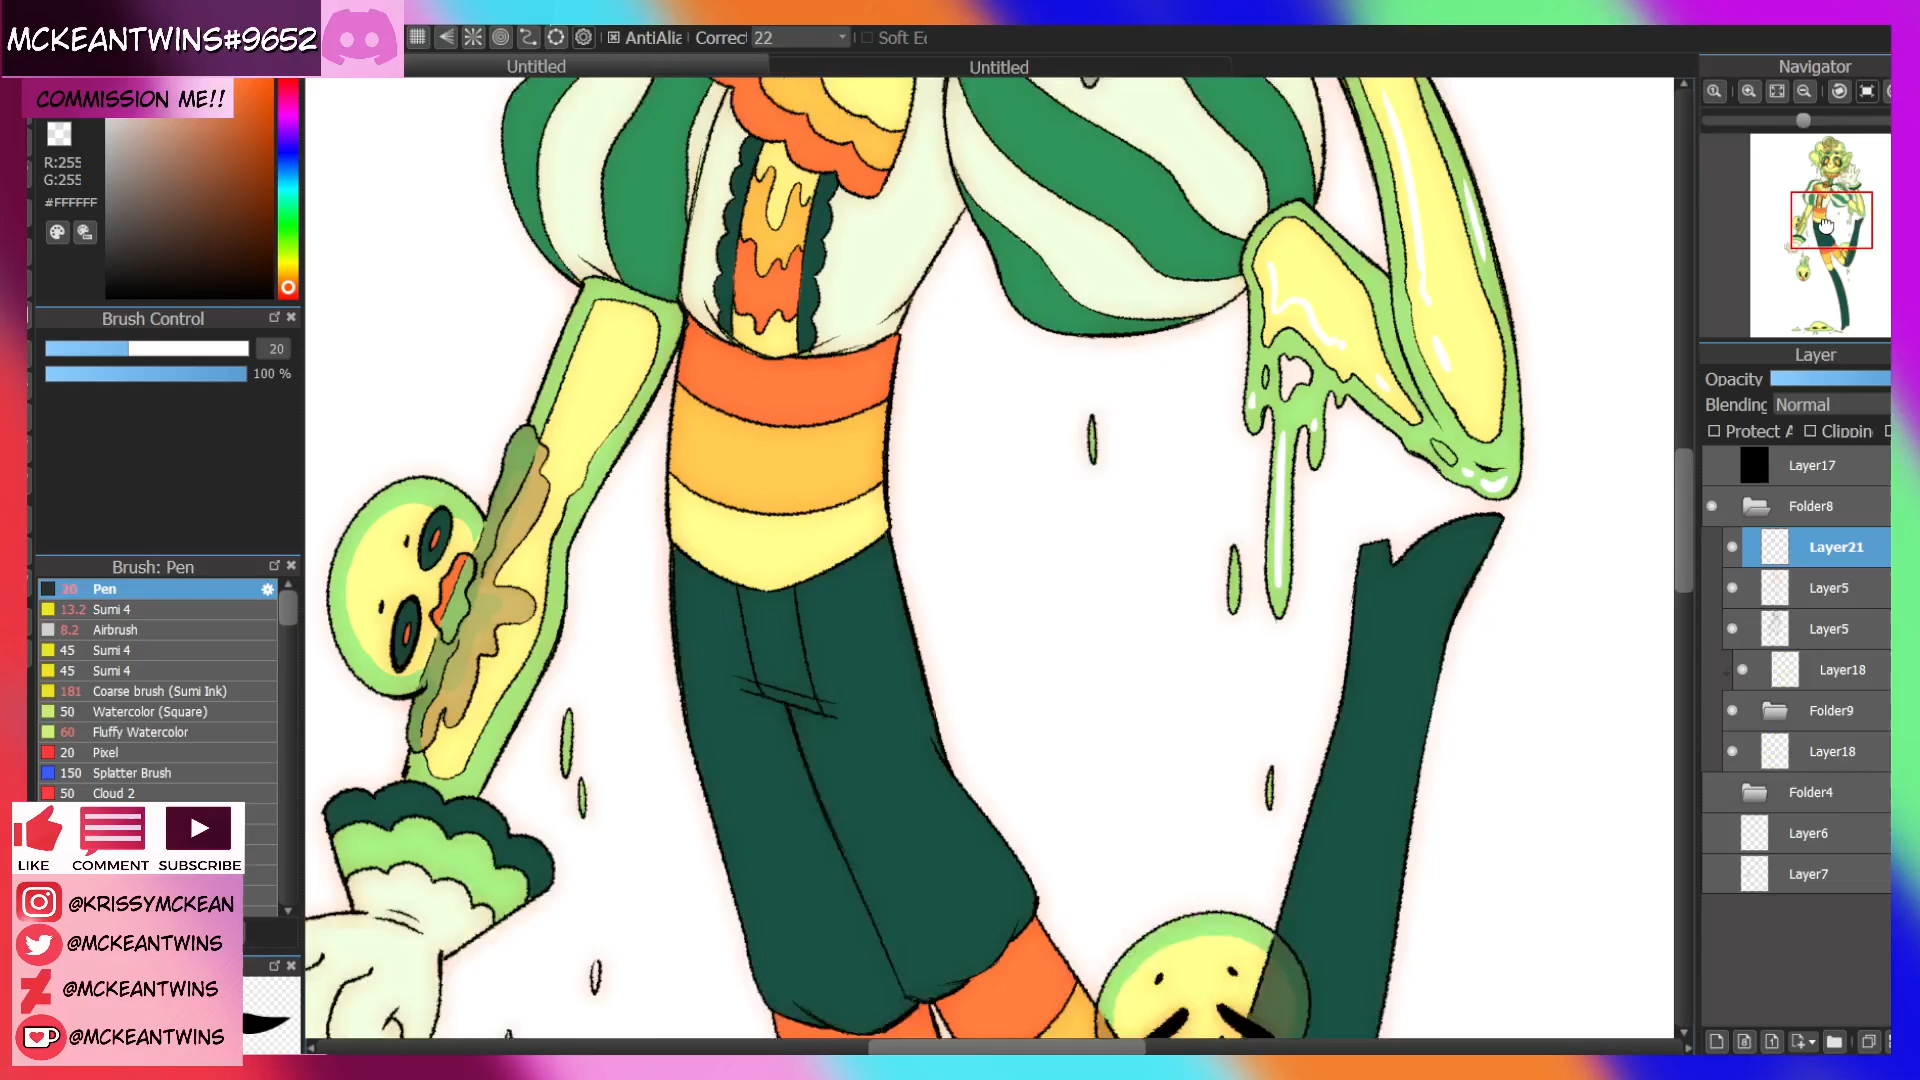 MCKEANTWINS#9652
COMMISSION ME!!
R:255
G:255
#FFFFFF
Brush Control
20
100 %
Brush: Pen
20 Pen
13.2 Sumi 4
8.2 Airbrush
45 Sumi 4
45 Sumi 4
181 Coarse brush (Sumi Ink)
50 Watercolor (Square)
60 Fluffy Watercolor
20 Pixel
150 Splatter Brush
50 Cloud 2
LIKE COMMENT SUBSCRIBE
@KRISSYMCKEAN
@MCKEANTWINS
@MCKEANTWINS
@MCKEANTWINS
AntiAlia Correct 22 Soft Ed
Untitled Untitled
Navigator
Layer
Opacity
Blending Normal
Protect A Clipping
Layer17
Folder8
Layer21
Layer5
Layer5
Layer18
Folder9
Layer18
Folder4
Layer6
Layer7